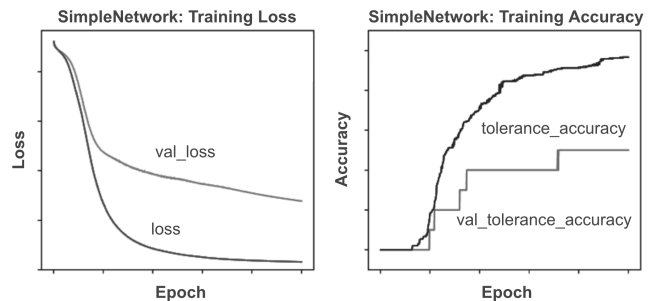 SimpleNetwork: Training Loss
Loss
val_loss
loss
Epoch
SimpleNetwork: Training Accuracy
Accuracy
tolerance_accuracy
val_tolerance_accuracy
Epoch